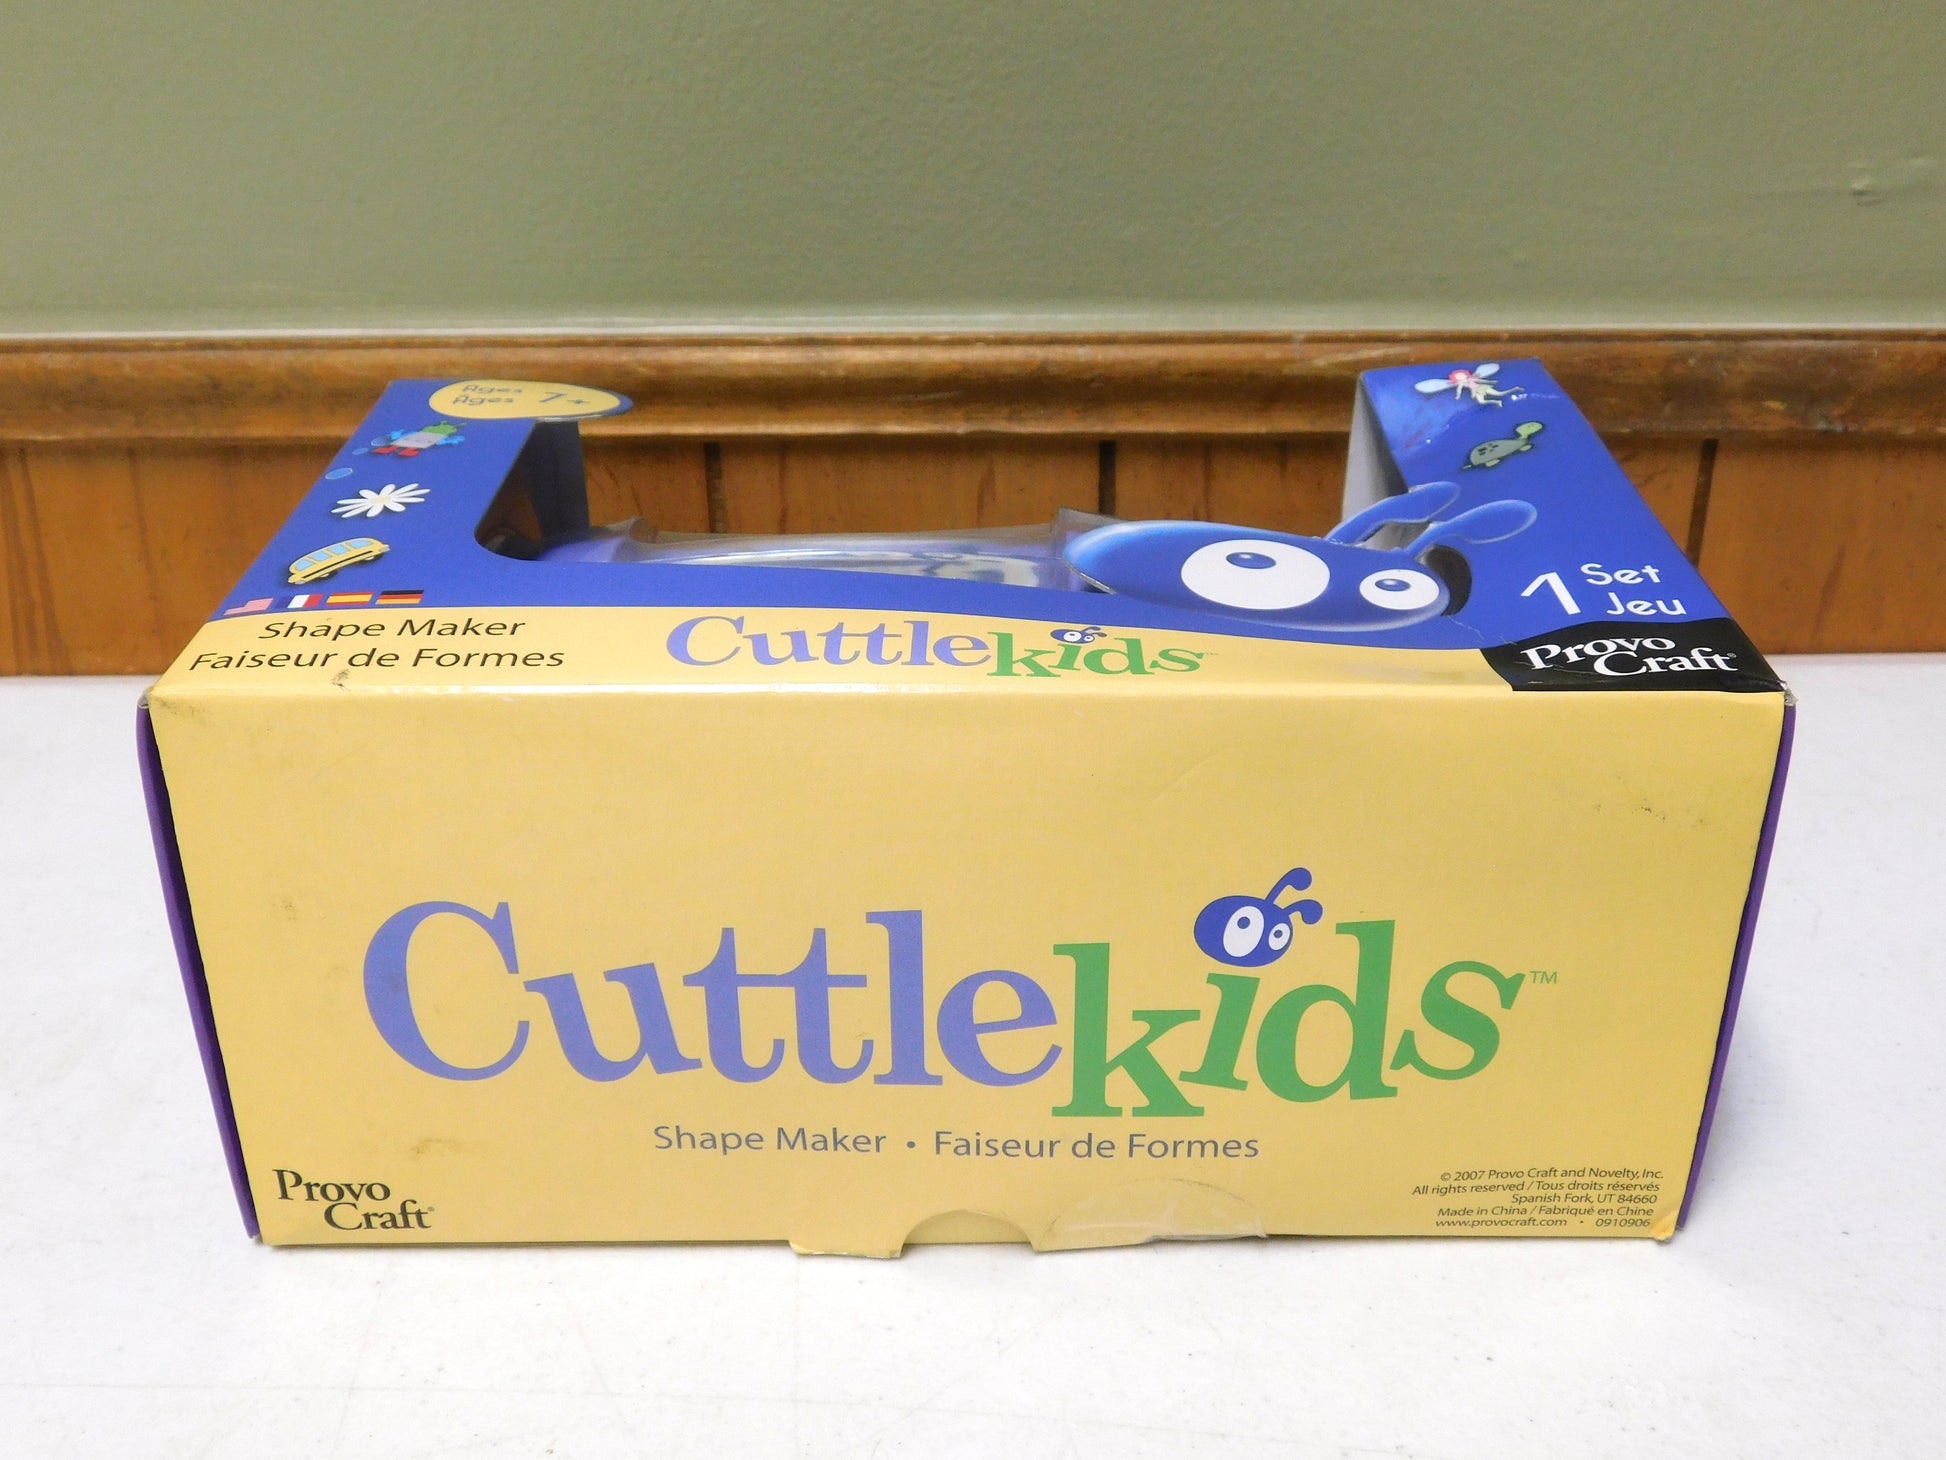 Ages
Ages 7+
Shape Maker
Faiseur de Formes
Cuttlekids™
1 Set
Jeu
Provo
Craft®
Cuttlekids™
Shape Maker • Faiseur de Formes
Provo
Craft®
© 2007 Provo Craft and Novelty, Inc.
All rights reserved / Tous droits réservés
Spanish Fork, UT 84660
Made in China / Fabriqué en Chine
www.provocraft.com • 0910906